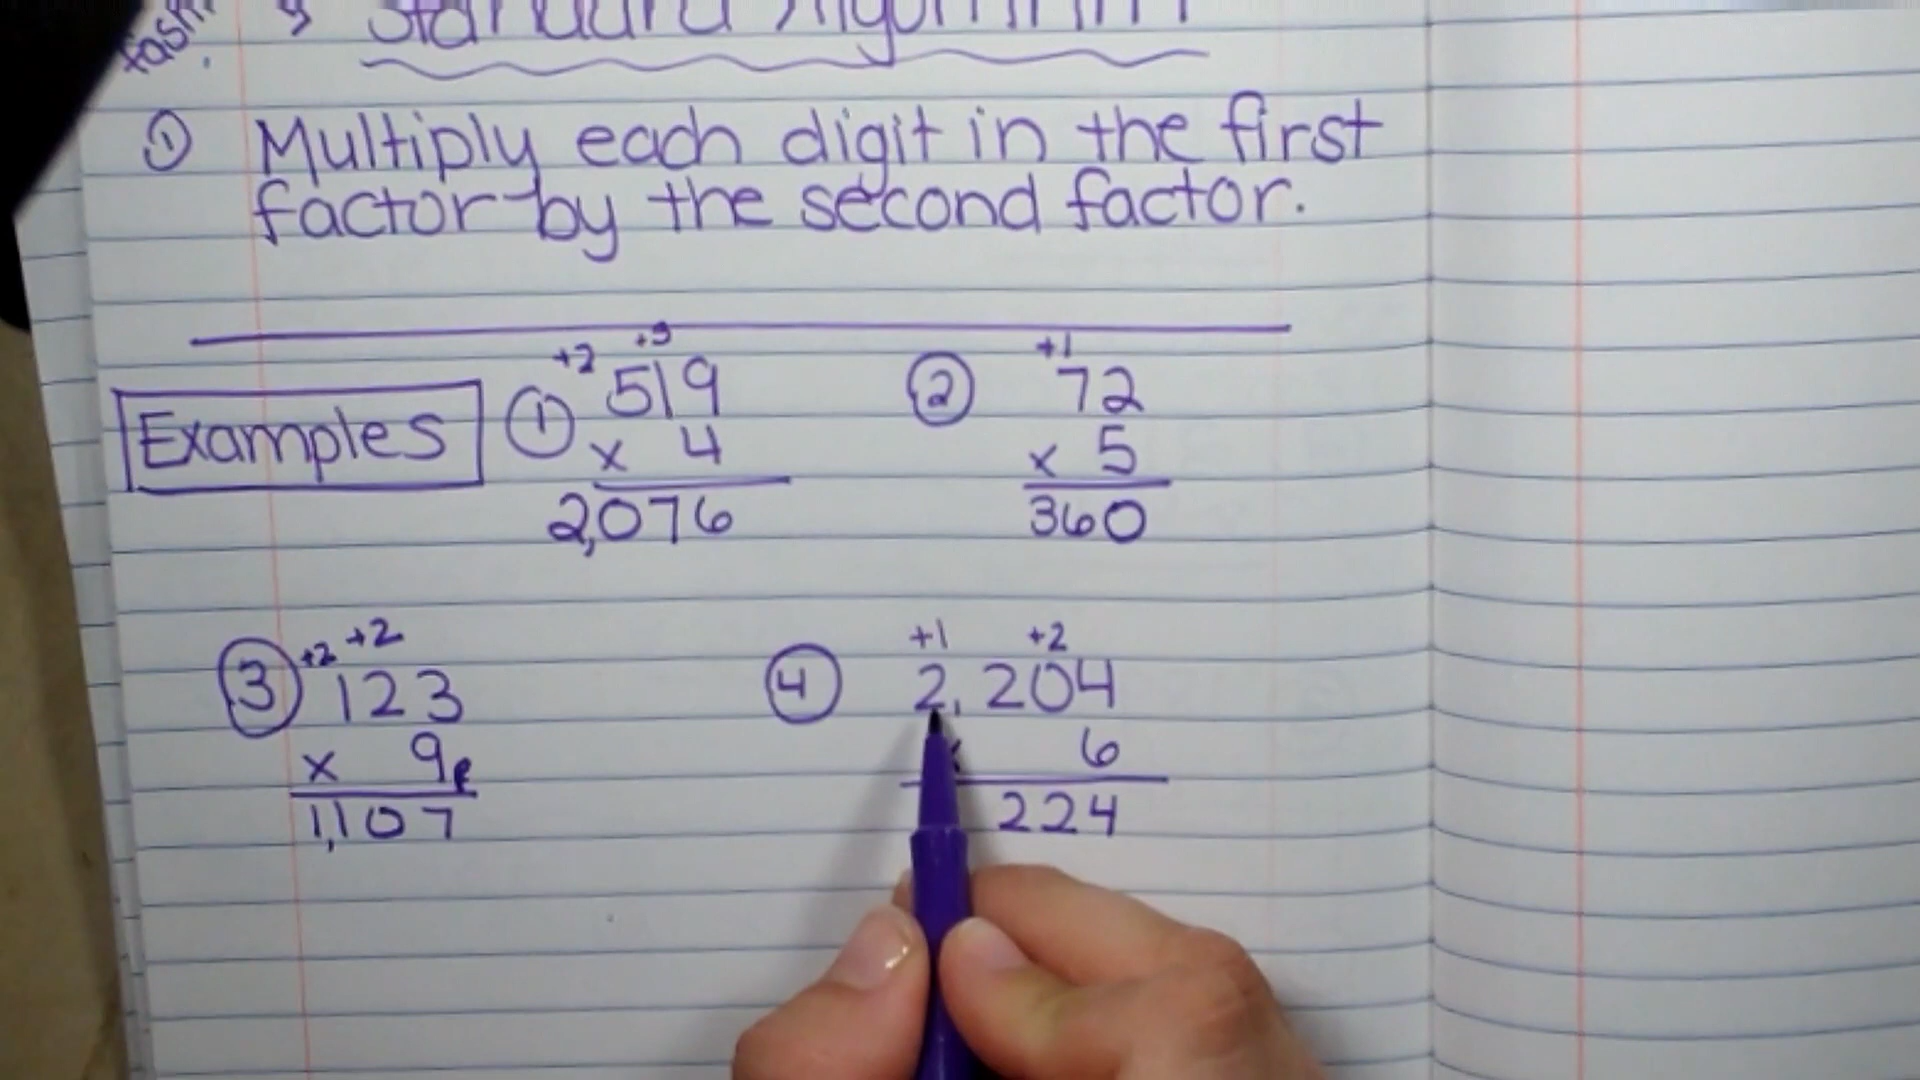 Standard Algorithm
① Multiply each digit in the first
factor by the second factor.
Examples
① +2 +3
519
x 4
2,076
② +1
72
x 5
360
③ +2 +2
123
x 9
1,107
④ +1 +2
2,204
6
224